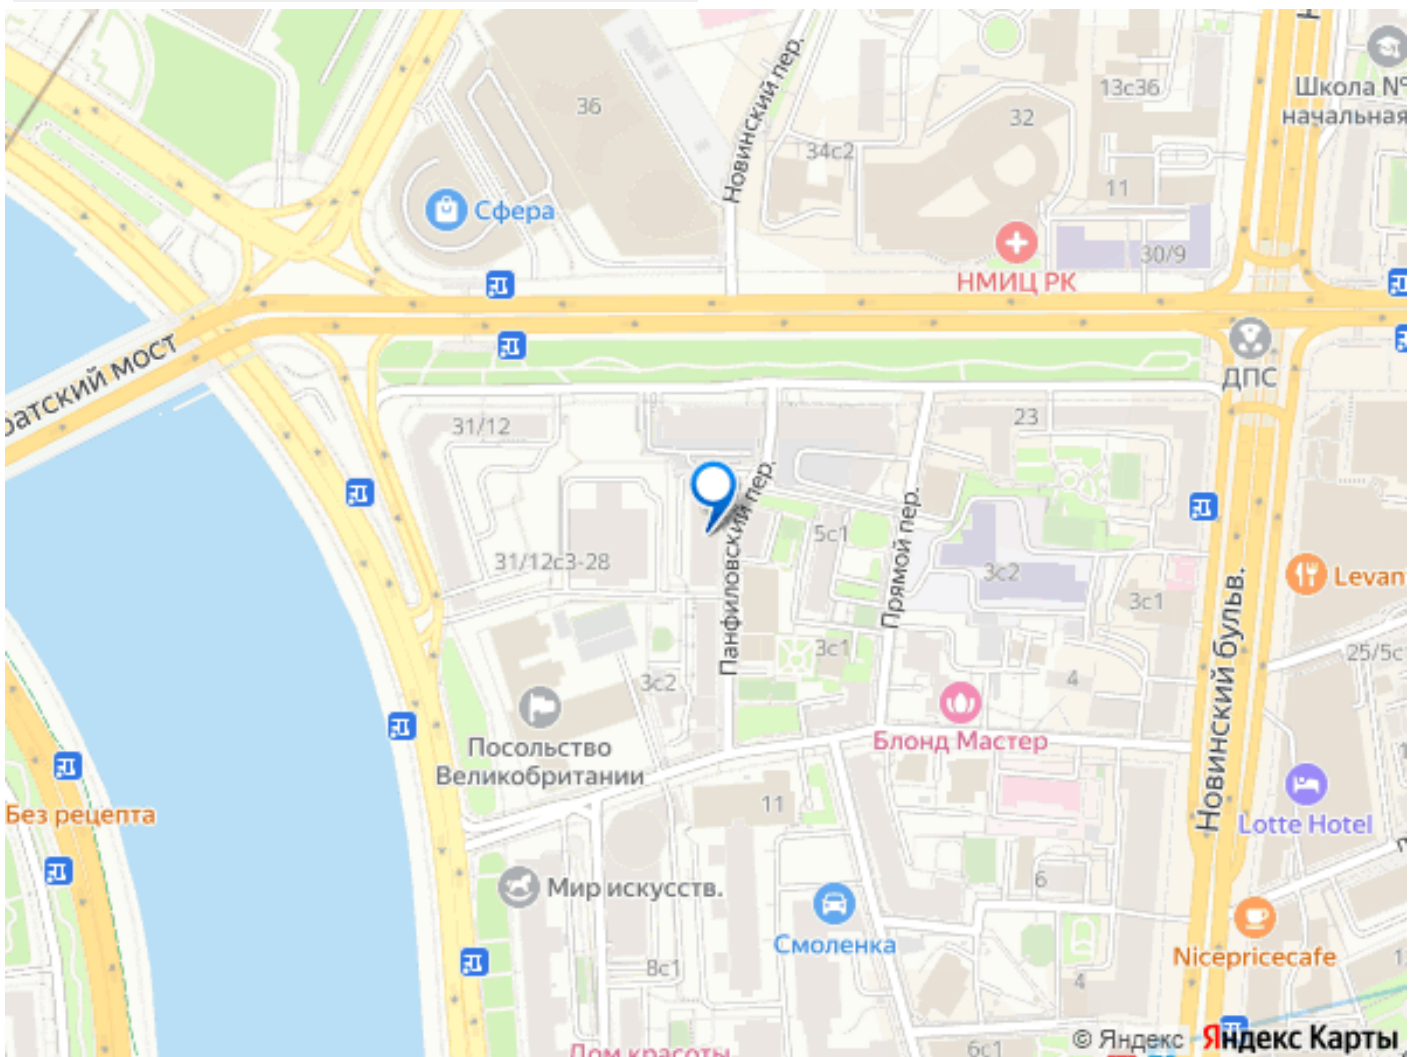 36
Новинский пер.
13с36
Школа №
начальная
32
34с2
11
Сфера
30/9
НМИЦ РК
ратский мост
ДПС
31/12
23
Панфиловский пер.
Прямой пер.
5с1
31/12с3-28
3с2
3с1
Levan
Новинский бульв.
3с1
25/5с
3с2
4
Посольство
Великобритании
Блонд Мастер
Без рецепта
11
Lotte Hotel
Мир искусств.
6
Смоленка
Nicepricecafe
8с1
4
6с1
Дом красоты
© Яндекс
Яндекс Карты